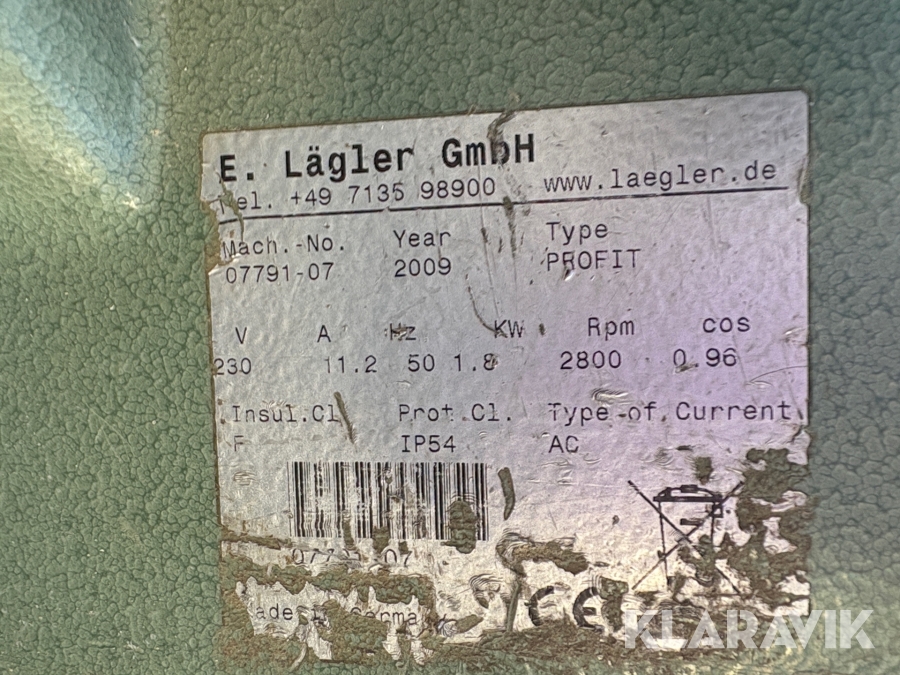 E. Lägler GmbH
Tel. +49 7135 98900 www.laegler.de
Mach.-No. Year Type
07791-07 2009 PROFIT
V A Hz KW Rpm cos
230 11.2 50 1.8 2800 0.96
Insul.Cl. Prot.Cl. Type-of.Current
F IP54 AC
CE
KLARAVIK